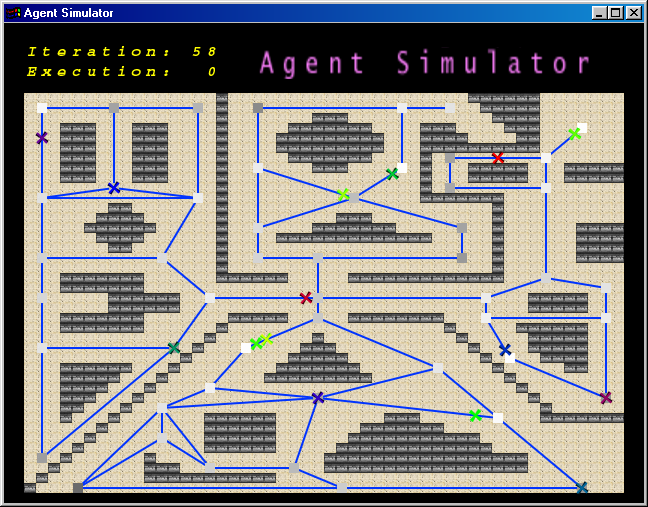 Agent Simulator
Iteration: 58
Execution: 0
Agent Simulator